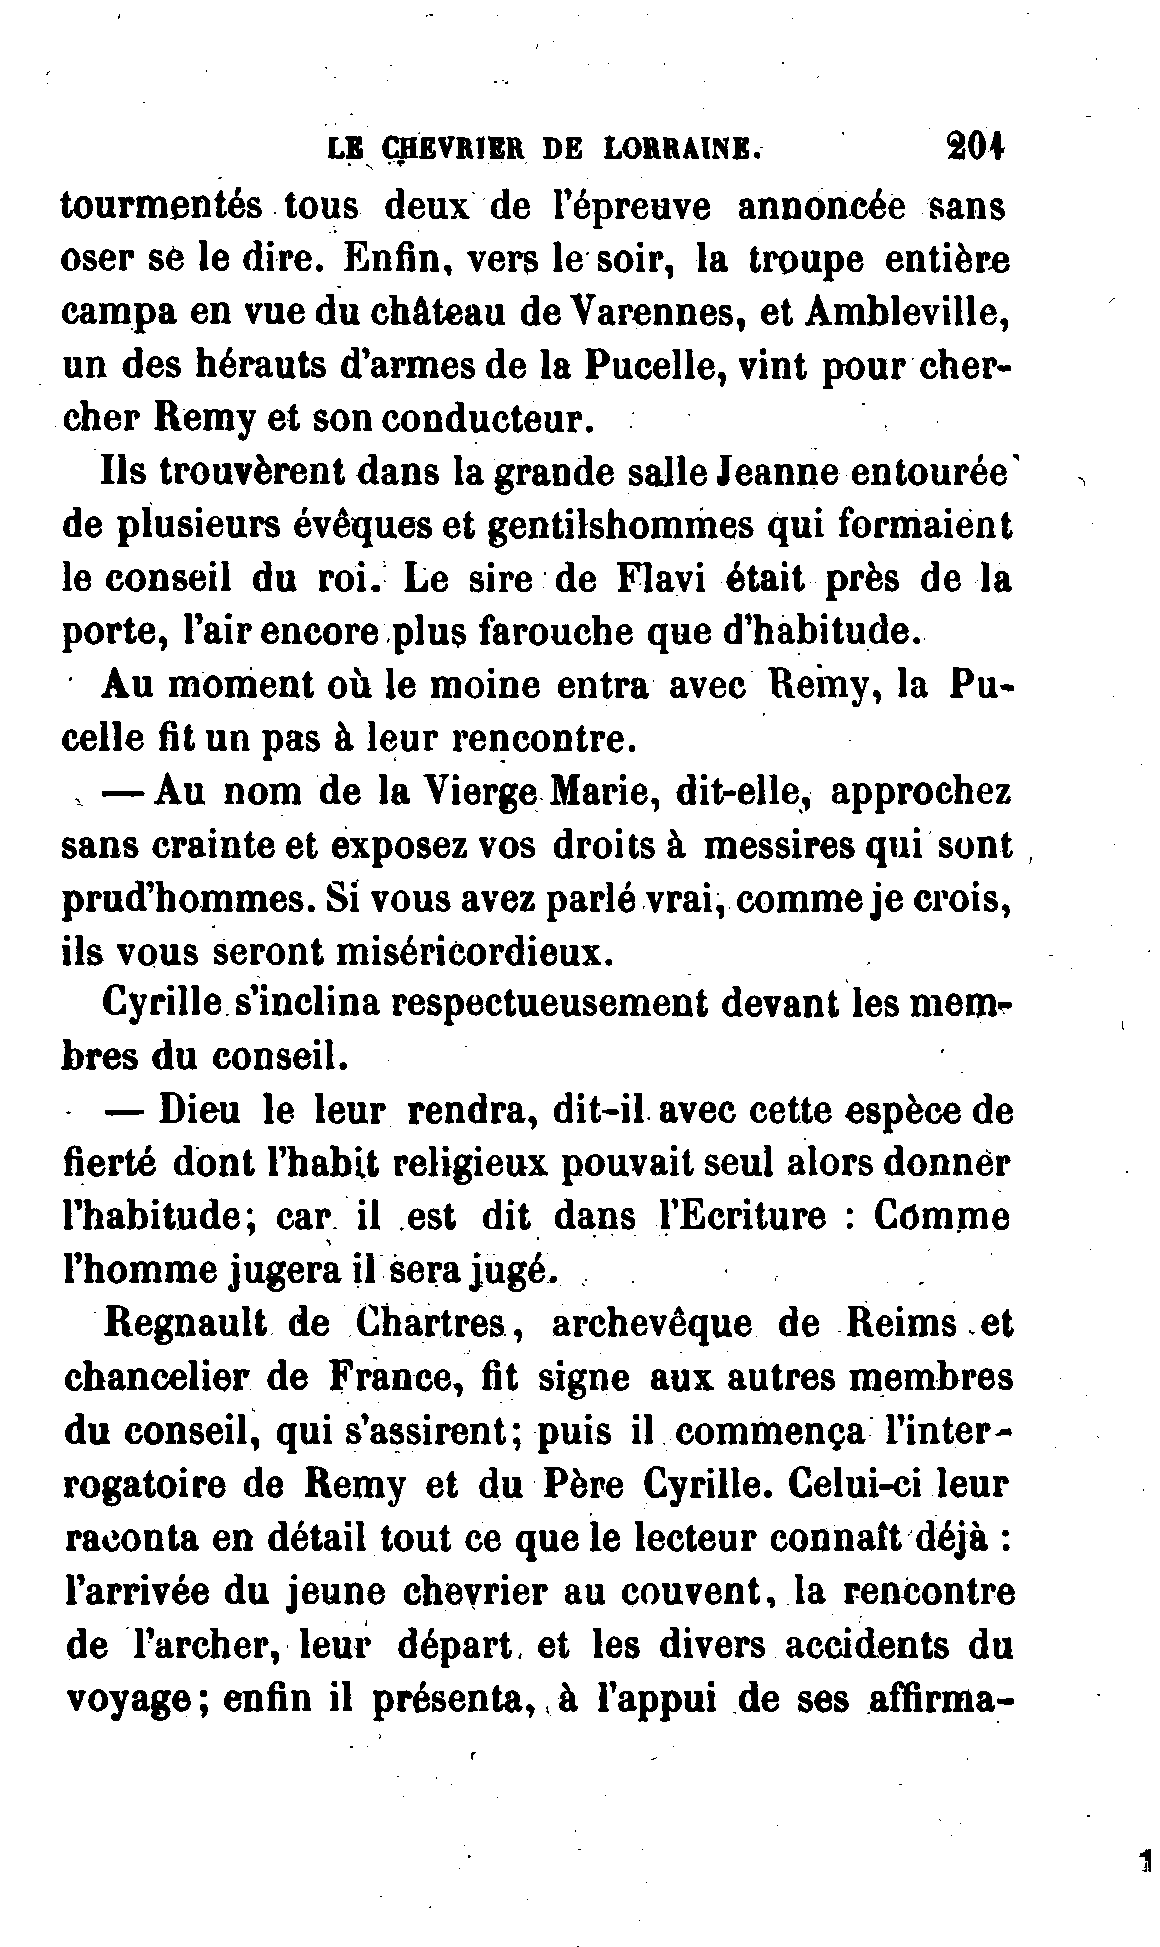 LE CHEVRIER DE LORRAINE. 201
tourmentés tous deux de l'épreuve annoncée sans
oser se le dire. Enfin, vers le soir, la troupe entière
campa en vue du château de Varennes, et Ambleville,
un des hérauts d'armes de la Pucelle, vint pour cher-
cher Remy et son conducteur.
Ils trouvèrent dans la grande salle Jeanne entourée
de plusieurs évêques et gentilshommes qui formaient
le conseil du roi. Le sire de Flavi était près de la
porte, l'air encore plus farouche que d'habitude.
Au moment où le moine entra avec Remy, la Pu-
celle fit un pas à leur rencontre.
— Au nom de la Vierge Marie, dit-elle, approchez
sans crainte et exposez vos droits à messires qui sont
prud'hommes. Si vous avez parlé vrai, comme je crois,
ils vous seront miséricordieux.
Cyrille s'inclina respectueusement devant les mem-
bres du conseil.
— Dieu le leur rendra, dit-il avec cette espèce de
fierté dont l'habit religieux pouvait seul alors donner
l'habitude; car il est dit dans l'Ecriture : Comme
l'homme jugera il sera jugé.
Regnault de Chartres, archevêque de Reims et
chancelier de France, fit signe aux autres membres
du conseil, qui s'assirent; puis il commença l'inter-
rogatoire de Remy et du Père Cyrille. Celui-ci leur
raconta en détail tout ce que le lecteur connaît déjà :
l'arrivée du jeune chevrier au couvent, la rencontre
de l'archer, leur départ, et les divers accidents du
voyage; enfin il présenta, à l'appui de ses affirma-
1